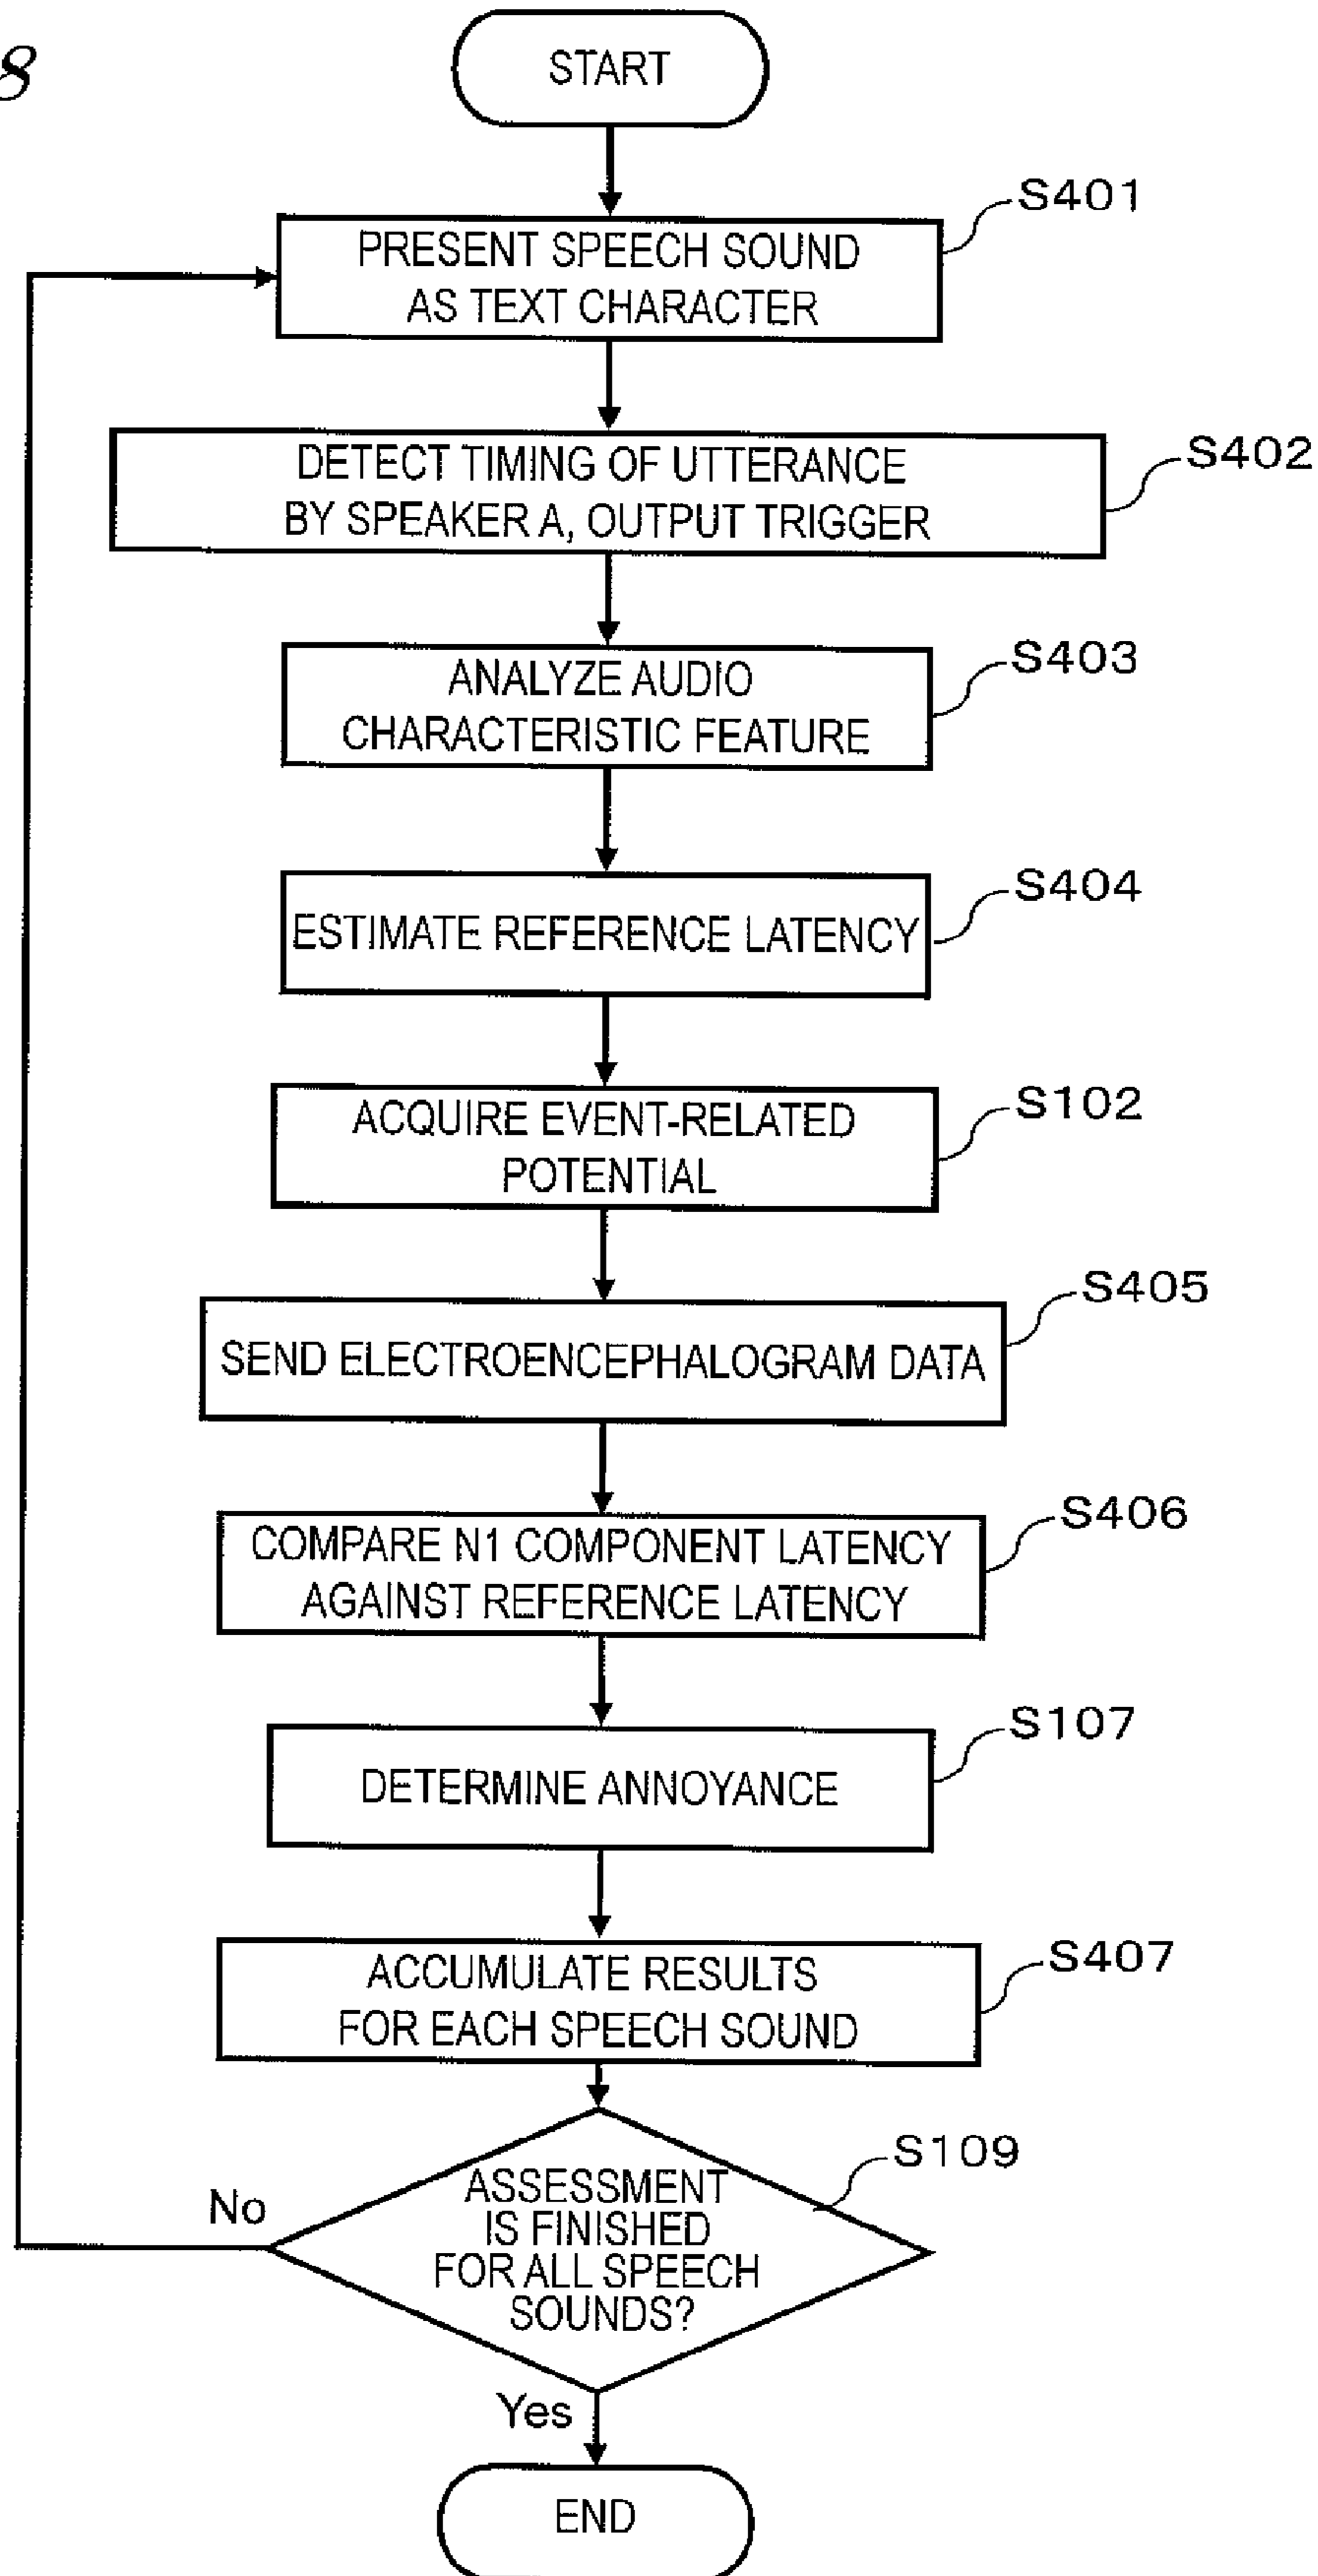 8
START
S401
PRESENT SPEECH SOUND
AS TEXT CHARACTER
S402
DETECT TIMING OF UTTERANCE
BY SPEAKER A, OUTPUT TRIGGER
S403
ANALYZE AUDIO
CHARACTERISTIC FEATURE
S404
ESTIMATE REFERENCE LATENCY
S102
ACQUIRE EVENT-RELATED
POTENTIAL
S405
SEND ELECTROENCEPHALOGRAM DATA
S406
COMPARE N1 COMPONENT LATENCY
AGAINST REFERENCE LATENCY
S107
DETERMINE ANNOYANCE
S407
ACCUMULATE RESULTS
FOR EACH SPEECH SOUND
S109
No
ASSESSMENT
IS FINISHED
FOR ALL SPEECH
SOUNDS?
Yes
END